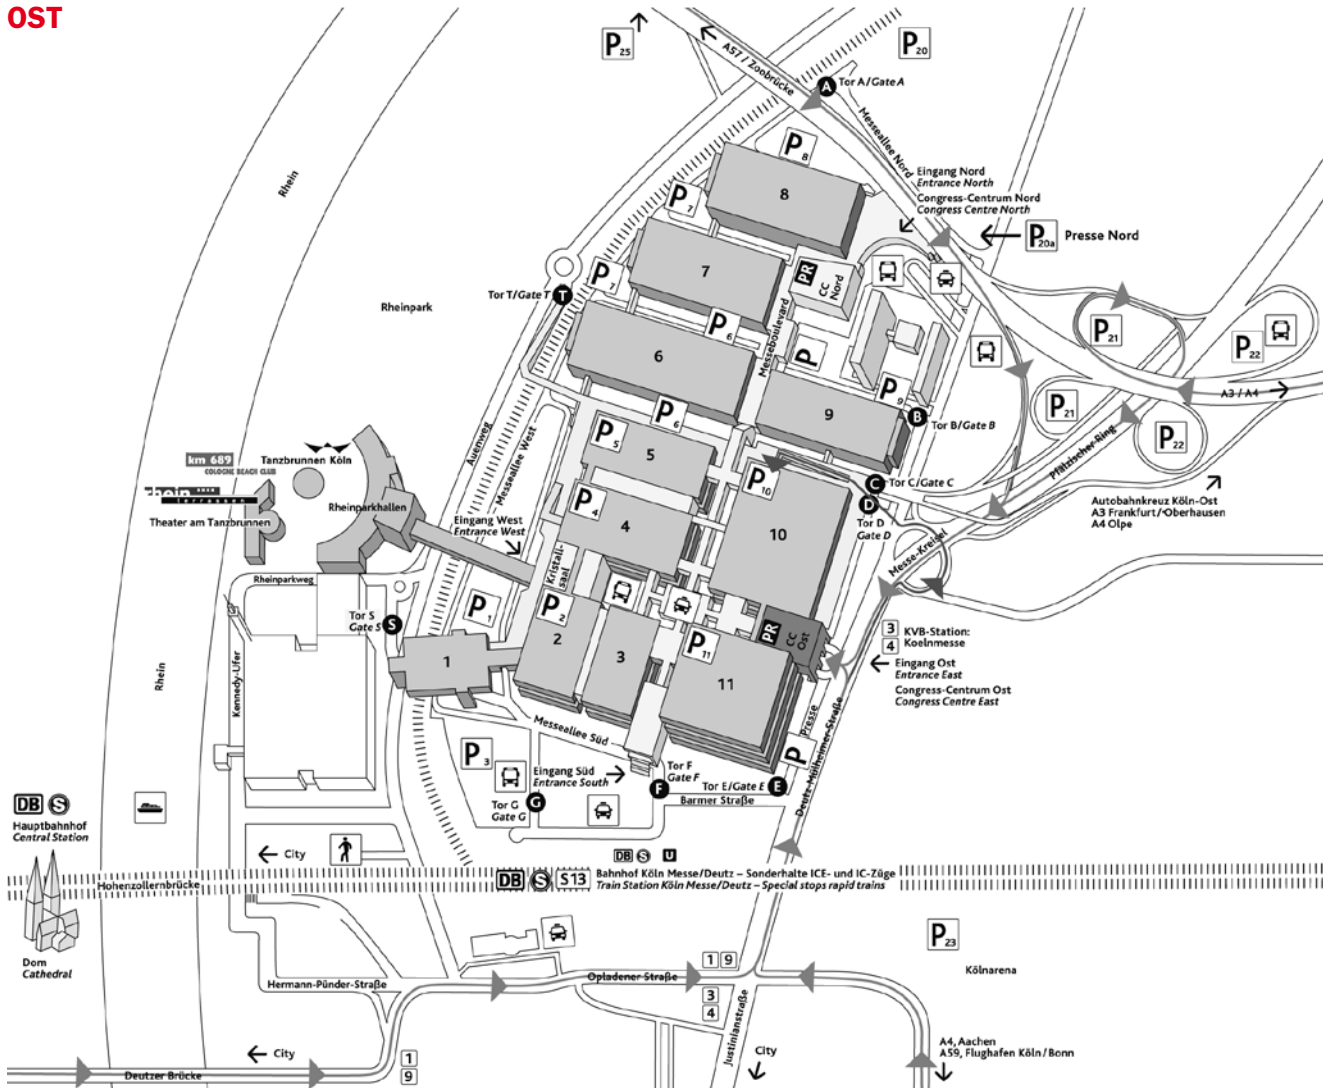 OST
P25
A57 / Zoobrücke
P20
A
Tor A/Gate A
Messeallee Nord
Rhein
P8
8
Eingang Nord
Entrance North
Congress-Centrum Nord
Congress Centre North
P20a
Presse Nord
P7
7
PR
CC
Nord
P7
Tor T/Gate T
T
Rheinpark
P6
6
Messeboulevard
P
P21
P22
A3 / A4
P9
9
B
Tor B/Gate B
P21
P22
Pfälzischer Ring
P6
P5
5
Auenweg
Messeallee West
km 689
COLOGNE BEACH CLUB
Tanzbrunnen Köln
rhein
terrassen
Theater am Tanzbrunnen
Rheinparkhallen
Eingang West
Entrance West
P10
10
C
Tor C/Gate C
D
Tor D
Gate D
Autobahnkreuz Köln-Ost
A3 Frankfurt/Oberhausen
A4 Olpe
P4
4
Kristall-
saal
Messe-Kreisel
Rheinparkweg
Tor S
Gate S
S
P1
1
P2
2
3
P11
11
PR
CC
Ost
3
4
KVB-Station:
Koelnmesse
Eingang Ost
Entrance East
Congress-Centrum Ost
Congress Centre East
Kennedy-Ufer
Rhein
Messeallee Süd
Presse
P
Deutz-Mülheimer Straße
P3
Eingang Süd
Entrance South
Tor F
Gate F
F
Tor E/Gate E
E
Barmer Straße
Tor G
Gate G
G
DB S
Hauptbahnhof
Central Station
City
DB S U
DB S S13
Bahnhof Köln Messe/Deutz – Sonderhalte ICE- und IC-Züge
Train Station Köln Messe/Deutz – Special stops rapid trains
Hohenzollernbrücke
Dom
Cathedral
P23
Kölnarena
1 9
Opladener Straße
3
4
Hermann-Pünder-Straße
Justinianstraße
City
City
1
9
Deutzer Brücke
A4, Aachen
A59, Flughafen Köln/Bonn